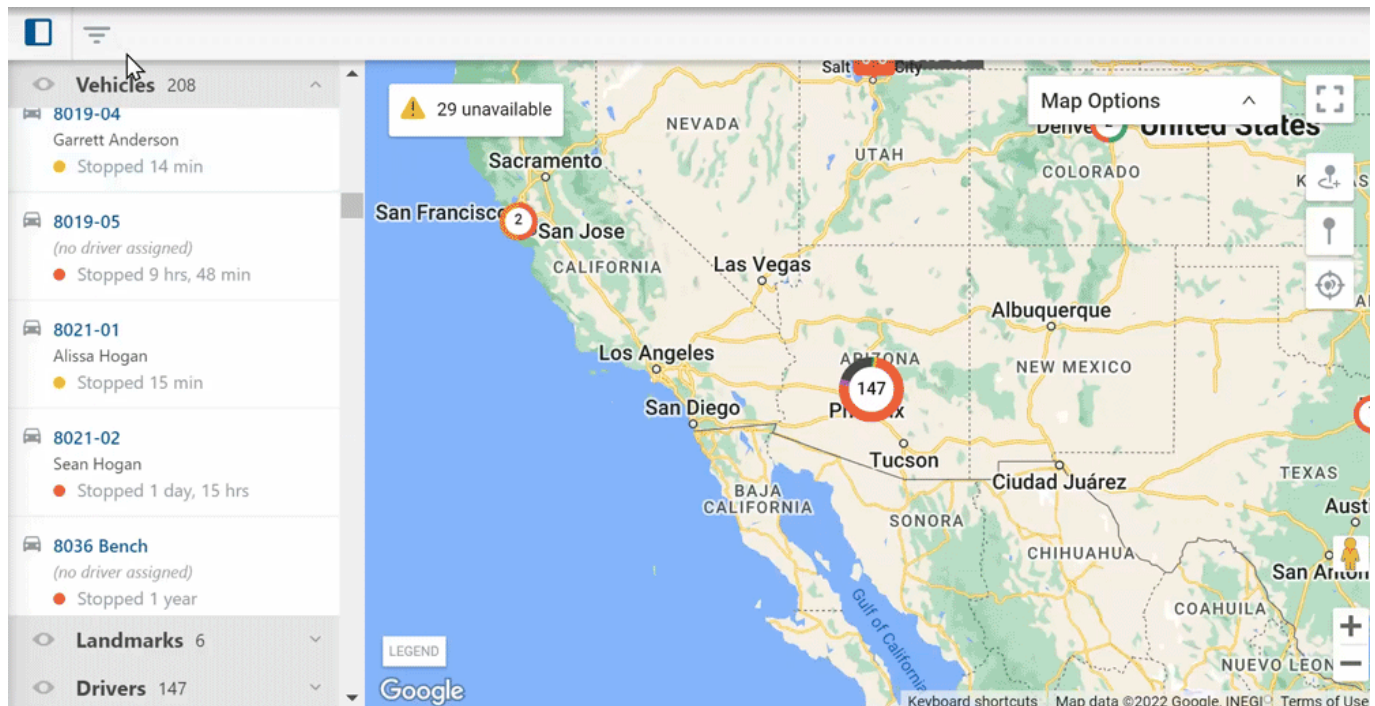 Vehicles 208
8019-04
Garrett Anderson
Stopped 14 min
8019-05
(no driver assigned)
Stopped 9 hrs, 48 min
8021-01
Alissa Hogan
Stopped 15 min
8021-02
Sean Hogan
Stopped 1 day, 15 hrs
8036 Bench
(no driver assigned)
Stopped 1 year
Landmarks 6
Drivers 147
29 unavailable
Map Options
Salt
City
NEVADA
United States
UTAH
Sacramento
COLORADO
San Francisco
2
San Jose
CALIFORNIA
Las Vegas
Albuquerque
Los Angeles
ARIZONA
NEW MEXICO
147
San Diego
Tucson
Ciudad Juárez
TEXAS
BAJA
CALIFORNIA
SONORA
CHIHUAHUA
Gulf of California
COAHUILA
LEGEND
NUEVO LEON
Google
Keyboard shortcuts
Map data ©2022 Google, INEGI
Terms of Use